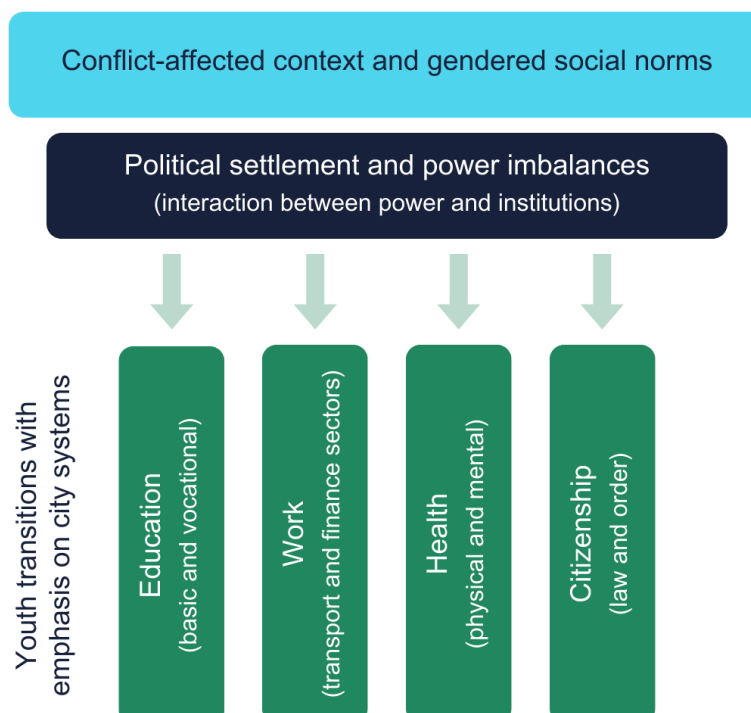 Conflict-affected context and gendered social norms
Political settlement and power imbalances
(interaction between power and institutions)
Youth transitions with
emphasis on city systems
Education
(basic and vocational)
Work
(transport and finance sectors)
Health
(physical and mental)
Citizenship
(law and order)